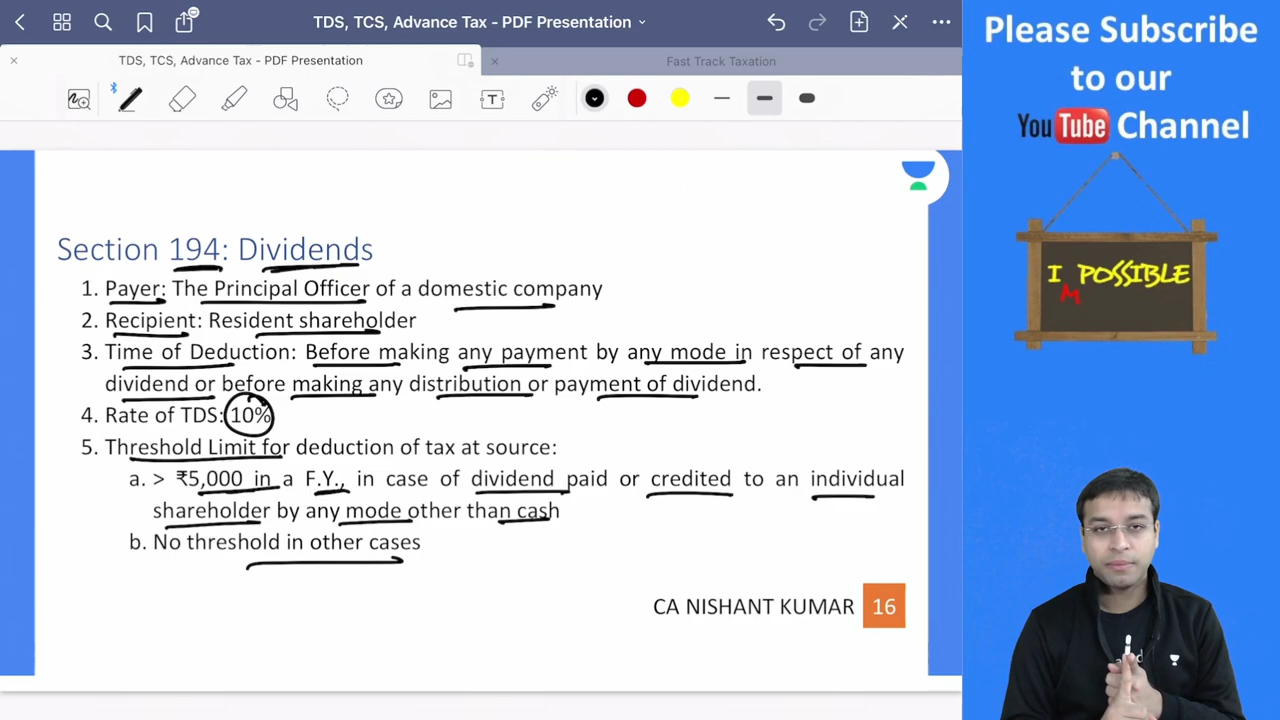 TDS, TCS, Advance Tax - PDF Presentation
TDS, TCS, Advance Tax - PDF Presentation
Fast Track Taxation
T
Section 194: Dividends
1. Payer: The Principal Officer of a domestic company
2. Recipient: Resident shareholder
3. Time of Deduction: Before making any payment by any mode in respect of any
dividend or before making any distribution or payment of dividend.
4. Rate of TDS: 10%
5. Threshold Limit for deduction of tax at source:
a. > ₹5,000 in a F.Y., in case of dividend paid or credited to an individual
shareholder by any mode other than cash
b. No threshold in other cases
CA NISHANT KUMAR 16
Please Subscribe
to our
YouTube Channel
I POSSIBLE
M